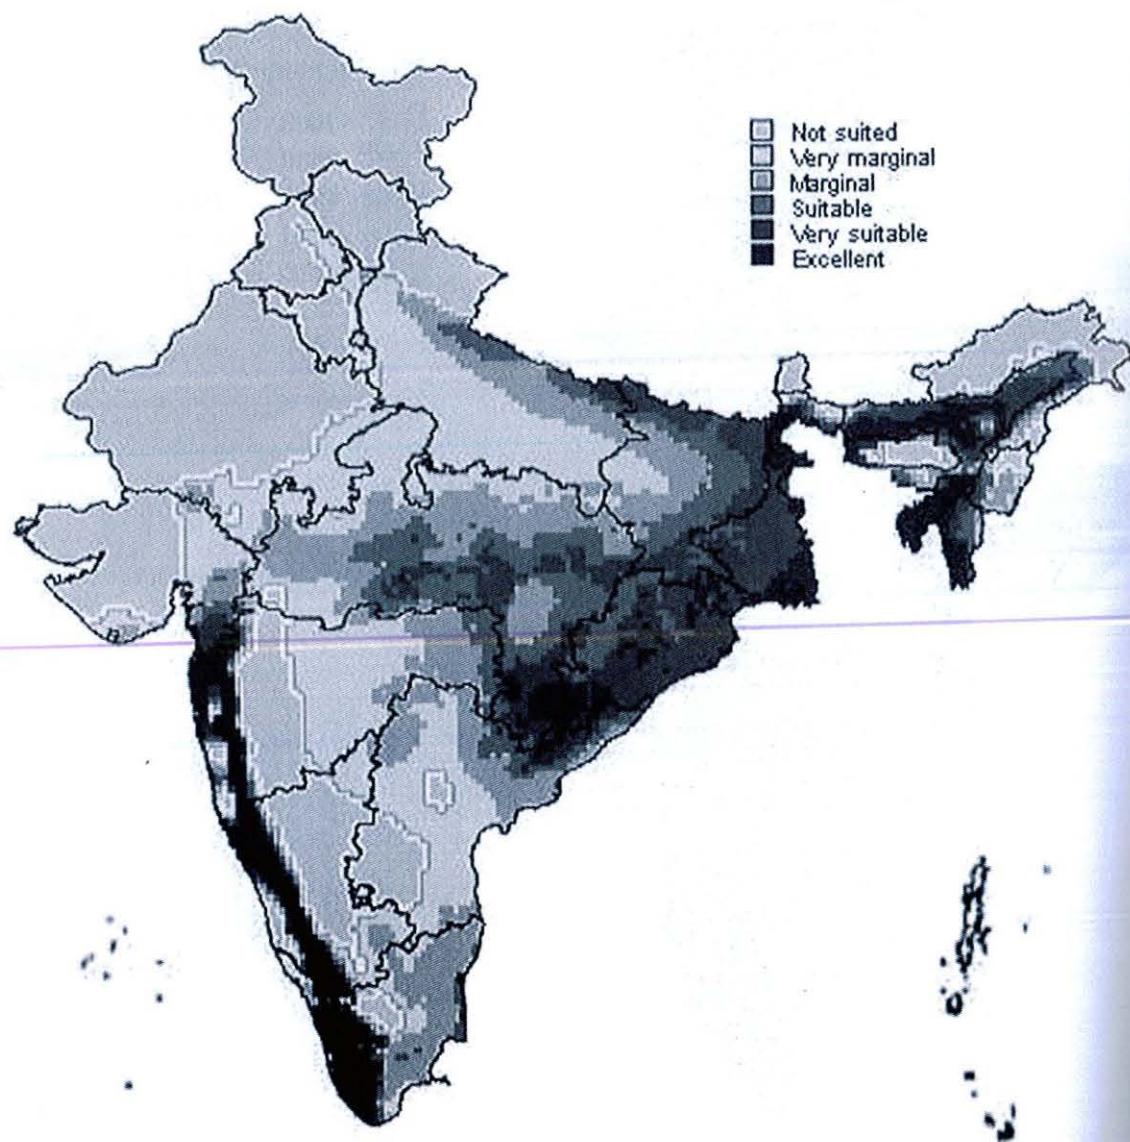 Not suited
Very marginal
Marginal
Suitable
Very suitable
Excellent